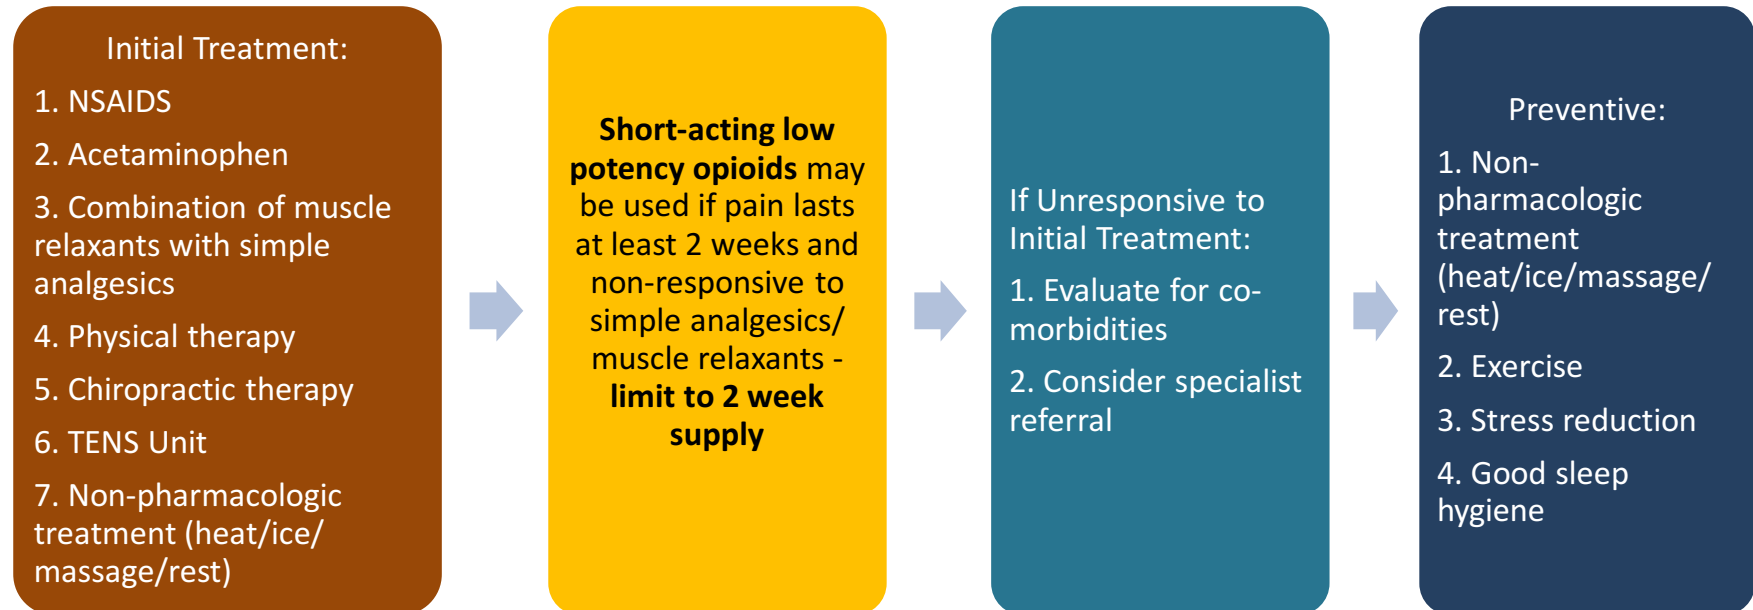 Initial Treatment:
1. NSAIDS
2. Acetaminophen
3. Combination of muscle
relaxants with simple
analgesics
4. Physical therapy
5. Chiropractic therapy
6. TENS Unit
7. Non-pharmacologic
treatment (heat/ice/
massage/rest)
Short-acting low
potency opioids may
be used if pain lasts
at least 2 weeks and
non-responsive to
simple analgesics/
muscle relaxants -
limit to 2 week
supply
If Unresponsive to
Initial Treatment:
1. Evaluate for co-
morbidities
2. Consider specialist
referral
Preventive:
1. Non-
pharmacologic
treatment
(heat/ice/massage/
rest)
2. Exercise
3. Stress reduction
4. Good sleep
hygiene